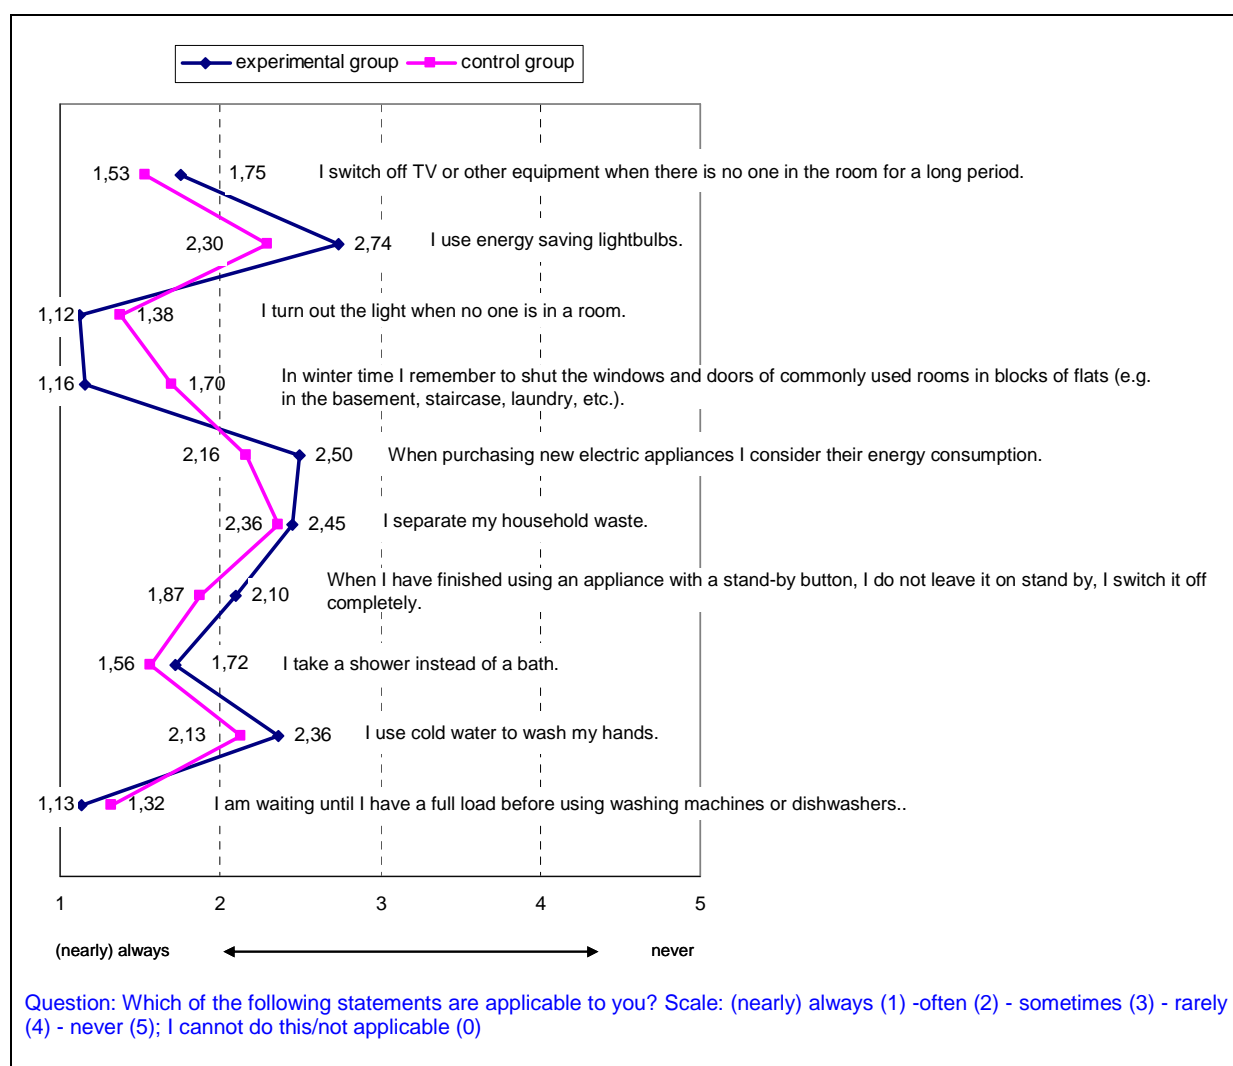 experimental group control group
1,53 1,75 I switch off TV or other equipment when there is no one in the room for a long period.
2,30 2,74 I use energy saving lightbulbs.
1,12 1,38 I turn out the light when no one is in a room.
1,16 1,70 In winter time I remember to shut the windows and doors of commonly used rooms in blocks of flats (e.g.
in the basement, staircase, laundry, etc.).
2,16 2,50 When purchasing new electric appliances I consider their energy consumption.
2,36 2,45 I separate my household waste.
When I have finished using an appliance with a stand-by button, I do not leave it on stand by, I switch it off
1,87 2,10 completely.
1,56 1,72 I take a shower instead of a bath.
2,13 2,36 I use cold water to wash my hands.
1,13 1,32 I am waiting until I have a full load before using washing machines or dishwashers..
1 2 3 4 5
(nearly) always never
Question: Which of the following statements are applicable to you? Scale: (nearly) always (1) -often (2) - sometimes (3) - rarely
(4) - never (5); I cannot do this/not applicable (0)